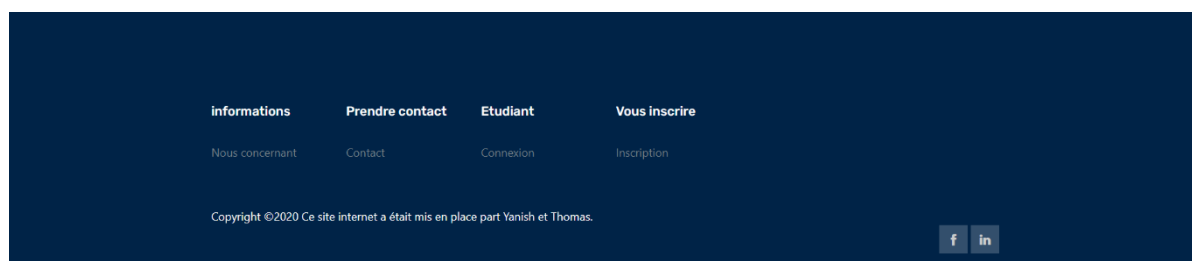 informations Prendre contact Etudiant Vous inscrire
Nous concernant Contact Connexion Inscription
Copyright ©2020 Ce site internet a était mis en place part Yanish et Thomas.
f in